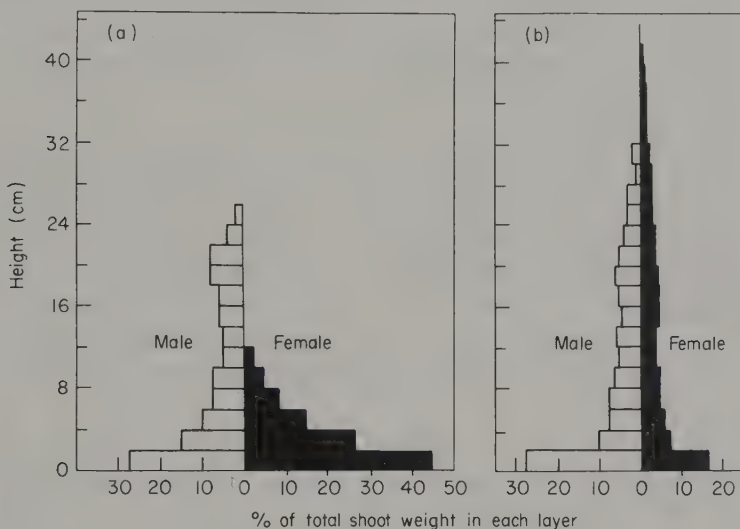 (a)
(b)
40
32
24
16
8
0
Height (cm)
Male
Female
Male
Female
30 20 10 0 10 20 30 40 50
30 20 10 0 10 20
% of total shoot weight in each layer